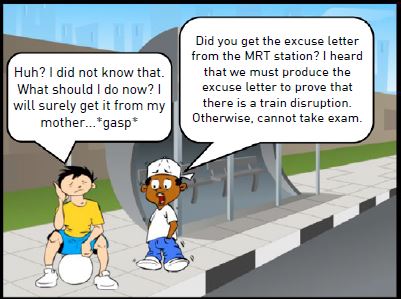 Did you get the excuse letter
from the MRT station? I heard
that we must produce the
excuse letter to prove that
there is a train disruption.
Otherwise, cannot take exam.
Huh? I did not know that.
What should I do now? I
will surely get it from my
mother...*gasp*